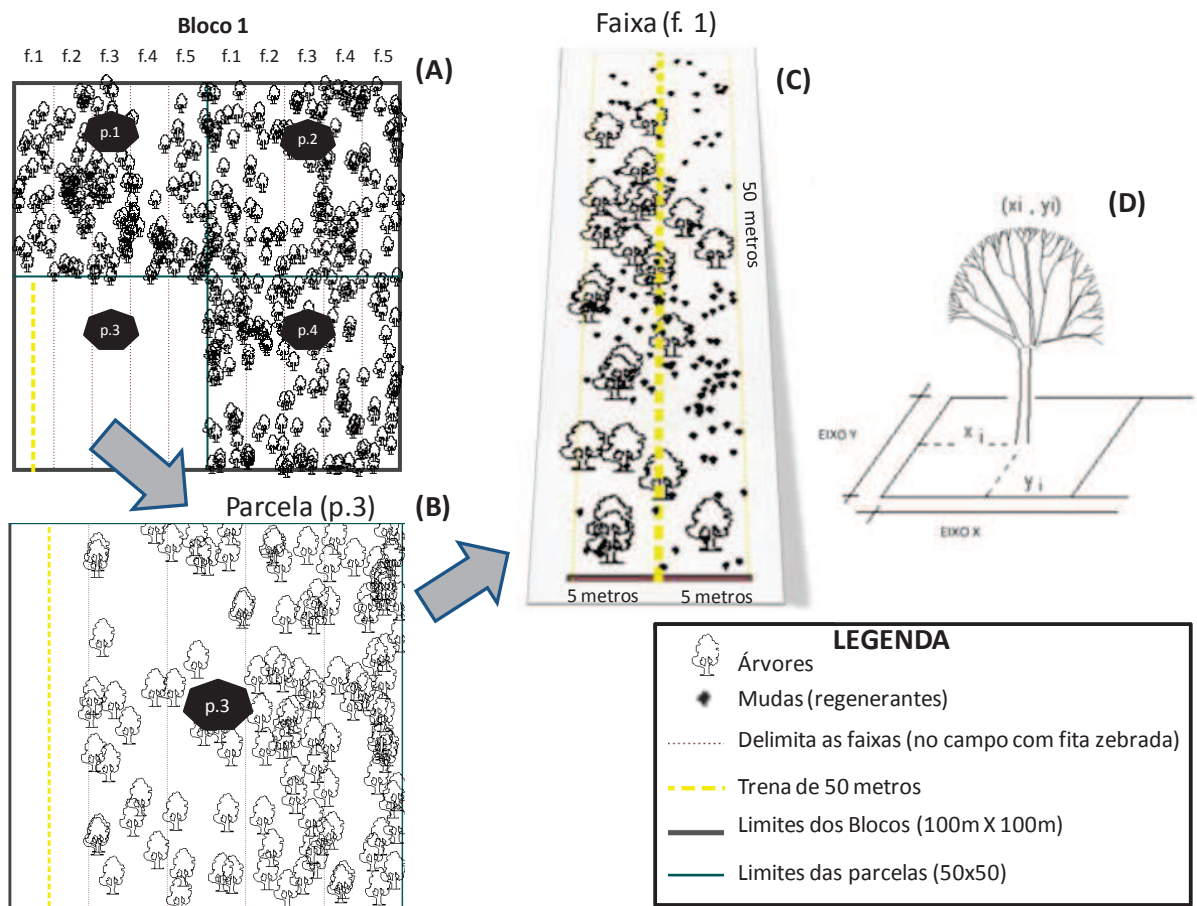 Bloco 1
f.1 f.2 f.3 f.4 f.5 f.1 f.2 f.3 f.4 f.5
(A)
p.1
p.2
p.3
p.4
Parcela (p.3)
(B)
p.3
Faixa (f. 1)
(C)
50 metros
5 metros
5 metros
(D)
(xi , yi)
EIXO Y
x i
y i
EIXO X
LEGENDA
Árvores
Mudas (regenerantes)
Delimita as faixas (no campo com fita zebrada)
Trena de 50 metros
Limites dos Blocos (100m X 100m)
Limites das parcelas (50x50)